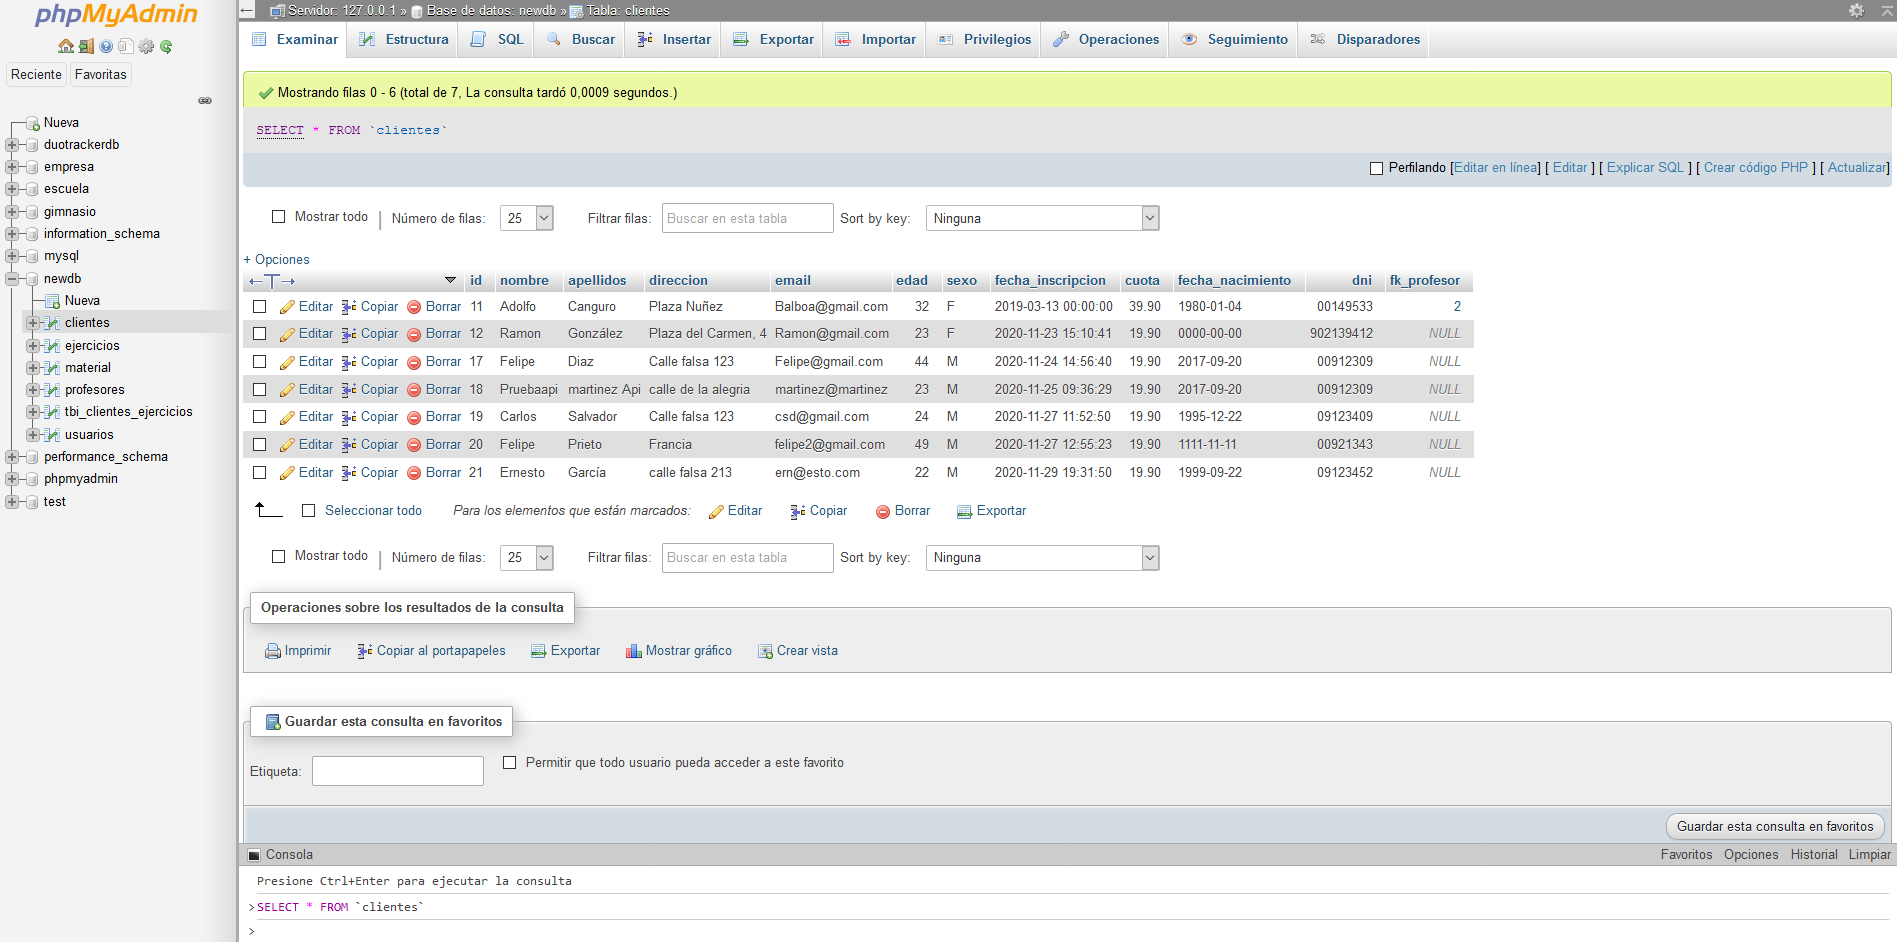 phpMyAdmin
Reciente Favoritas
Nueva
duotrackerdb
empresa
escuela
gimnasio
information_schema
mysql
newdb
Nueva
clientes
ejercicios
material
profesores
tbi_clientes_ejercicios
usuarios
performance_schema
phpmyadmin
test
Servidor: 127.0.0.1 » Base de datos: newdb » Tabla: clientes
Examinar Estructura SQL Buscar Insertar Exportar Importar Privilegios Operaciones Seguimiento Disparadores
Mostrando filas 0 - 6 (total de 7, La consulta tardó 0,0009 segundos.)
SELECT * FROM `clientes`
Perfilando [Editar en línea] [ Editar ] [ Explicar SQL ] [ Crear código PHP ] [ Actualizar]
Mostrar todo | Número de filas: 25 Filtrar filas: Buscar en esta tabla Sort by key: Ninguna
+ Opciones
←T→ id nombre apellidos direccion email edad sexo fecha_inscripcion cuota fecha_nacimiento dni fk_profesor
Editar Copiar Borrar 11 Adolfo Canguro Plaza Nuñez Balboa@gmail.com 32 F 2019-03-13 00:00:00 39.90 1980-01-04 00149533 2
Editar Copiar Borrar 12 Ramon González Plaza del Carmen, 4 Ramon@gmail.com 23 F 2020-11-23 15:10:41 19.90 0000-00-00 902139412 NULL
Editar Copiar Borrar 17 Felipe Diaz Calle falsa 123 Felipe@gmail.com 44 M 2020-11-24 14:56:40 19.90 2017-09-20 00912309 NULL
Editar Copiar Borrar 18 Pruebaapi martinez Api calle de la alegria martinez@martinez 23 M 2020-11-25 09:36:29 19.90 2017-09-20 00912309 NULL
Editar Copiar Borrar 19 Carlos Salvador Calle falsa 123 csd@gmail.com 24 M 2020-11-27 11:52:50 19.90 1995-12-22 09123409 NULL
Editar Copiar Borrar 20 Felipe Prieto Francia felipe2@gmail.com 49 M 2020-11-27 12:55:23 19.90 1111-11-11 00921343 NULL
Editar Copiar Borrar 21 Ernesto García calle falsa 213 ern@esto.com 22 M 2020-11-29 19:31:50 19.90 1999-09-22 09123452 NULL
Seleccionar todo Para los elementos que están marcados: Editar Copiar Borrar Exportar
Mostrar todo | Número de filas: 25 Filtrar filas: Buscar en esta tabla Sort by key: Ninguna
Operaciones sobre los resultados de la consulta
Imprimir Copiar al portapapeles Exportar Mostrar gráfico Crear vista
Guardar esta consulta en favoritos
Etiqueta: Permitir que todo usuario pueda acceder a este favorito
Guardar esta consulta en favoritos
Consola Favoritos Opciones Historial Limpiar
Presione Ctrl+Enter para ejecutar la consulta
>SELECT * FROM `clientes`
>